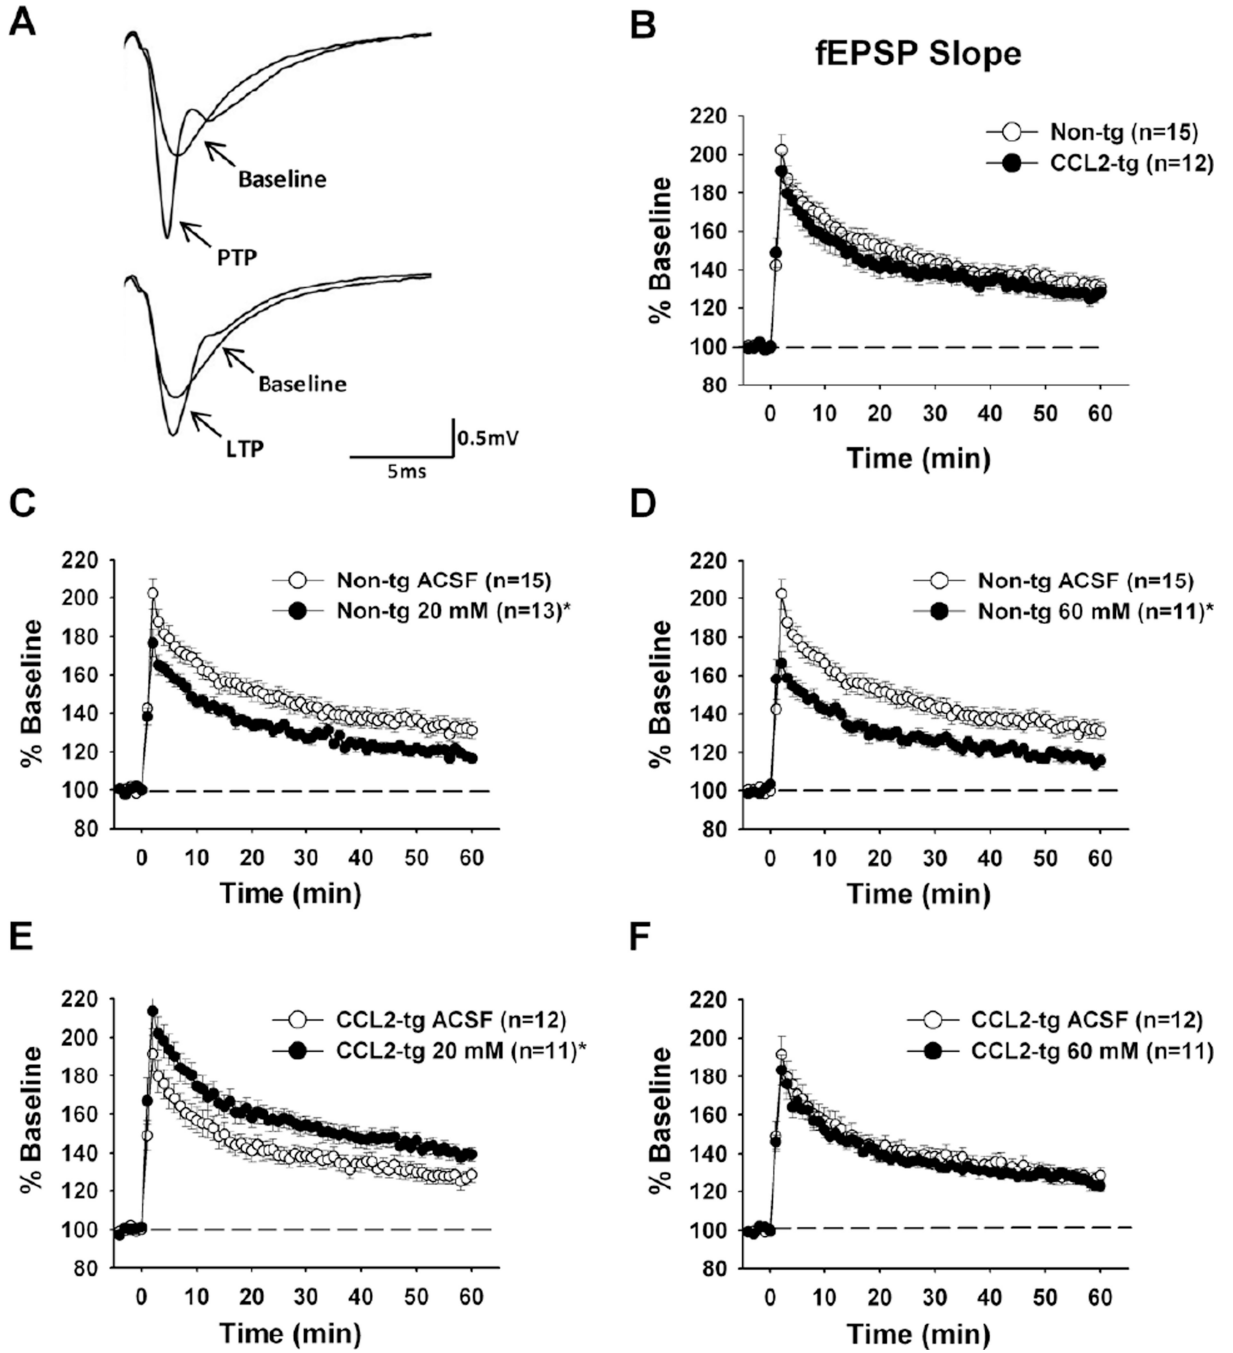 A
Baseline
PTP
Baseline
LTP
0.5mV
5ms
B
fEPSP Slope
Non-tg (n=15)
CCL2-tg (n=12)
% Baseline
220
200
180
160
140
120
100
80
0 10 20 30 40 50 60
Time (min)
C
Non-tg ACSF (n=15)
Non-tg 20 mM (n=13)*
% Baseline
220
200
180
160
140
120
100
80
0 10 20 30 40 50 60
Time (min)
D
Non-tg ACSF (n=15)
Non-tg 60 mM (n=11)*
% Baseline
220
200
180
160
140
120
100
80
0 10 20 30 40 50 60
Time (min)
E
CCL2-tg ACSF (n=12)
CCL2-tg 20 mM (n=11)*
% Baseline
220
200
180
160
140
120
100
80
0 10 20 30 40 50 60
Time (min)
F
CCL2-tg ACSF (n=12)
CCL2-tg 60 mM (n=11)
% Baseline
220
200
180
160
140
120
100
80
0 10 20 30 40 50 60
Time (min)